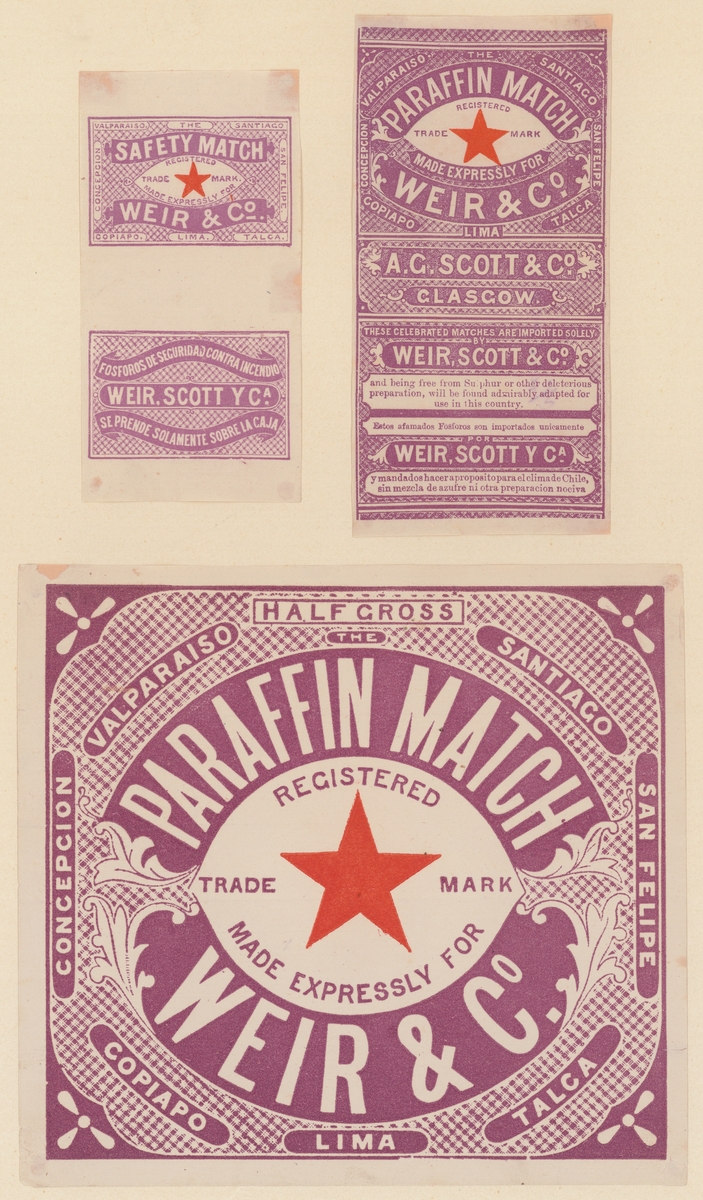 VALPARAISO. THE SANTIAGO
SAFETY MATCH
REGISTERED
TRADE MARK.
MADE EXPRESSLY FOR
WEIR & Co.
CONCEPCION
SAN FELIPE
COPIAPO. LIMA. TALCA.
FOSFOROS DE SEGURIDAD CONTRA INCENDIO
WEIR, SCOTT Y CA
SE PRENDE SOLAMENTE SOBRE LA CAJA
VALPARAISO THE SANTIAGO
PARAFFIN MATCH
REGISTERED
TRADE MARK
MADE EXPRESSLY FOR
WEIR & Co.
CONCEPCION
SAN FELIPE
COPIAPO LIMA TALCA
A.G. SCOTT & Co.
GLASGOW.
THESE CELEBRATED MATCHES ARE IMPORTED SOLELY
BY
WEIR, SCOTT & Co.
and being free from Sulphur or other deleterious
preparation, will be found admirably adapted for
use in this country.
Estos afamados Fosforos son importados unicamente
POR
WEIR, SCOTT Y CA
y mandados hacer aproposito para el clima de Chile,
sin mezcla de azufre ni otra preparacion nociva
HALF GROSS
VALPARAISO THE SANTIAGO
PARAFFIN MATCH
REGISTERED
TRADE MARK
MADE EXPRESSLY FOR
WEIR & Co.
CONCEPCION
SAN FELIPE
COPIAPO LIMA TALCA